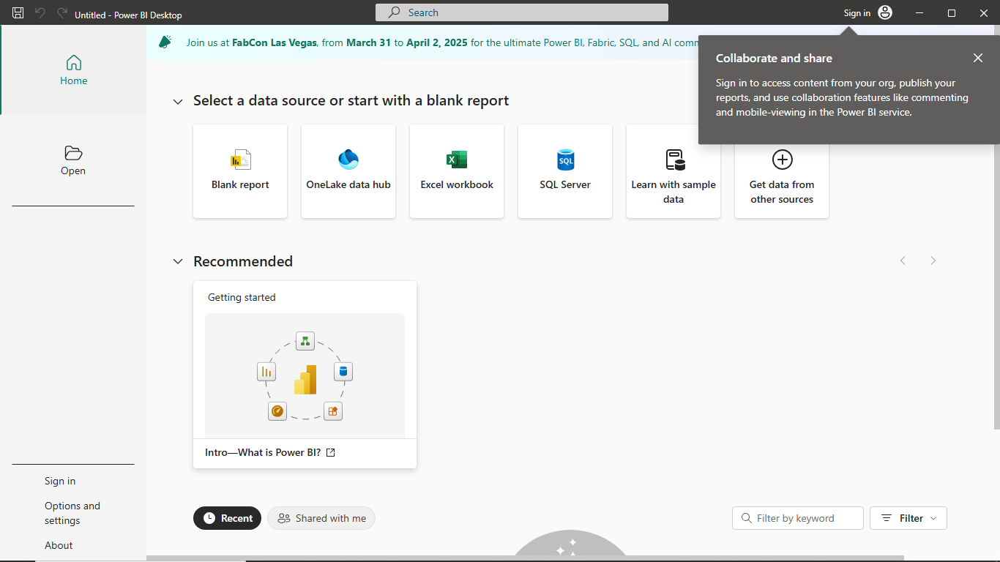 Untitled - Power BI Desktop
Search
Sign in
Home
Open
Sign in
Options and
settings
About
Join us at FabCon Las Vegas, from March 31 to April 2, 2025 for the ultimate Power BI, Fabric, SQL, and AI comm
Collaborate and share
Sign in to access content from your org, publish your
reports, and use collaboration features like commenting
and mobile-viewing in the Power BI service.
Select a data source or start with a blank report
Blank report
OneLake data hub
Excel workbook
SQL
SQL Server
Learn with sample
data
Get data from
other sources
Recommended
Getting started
Intro—What is Power BI?
Recent
Shared with me
Filter by keyword
Filter